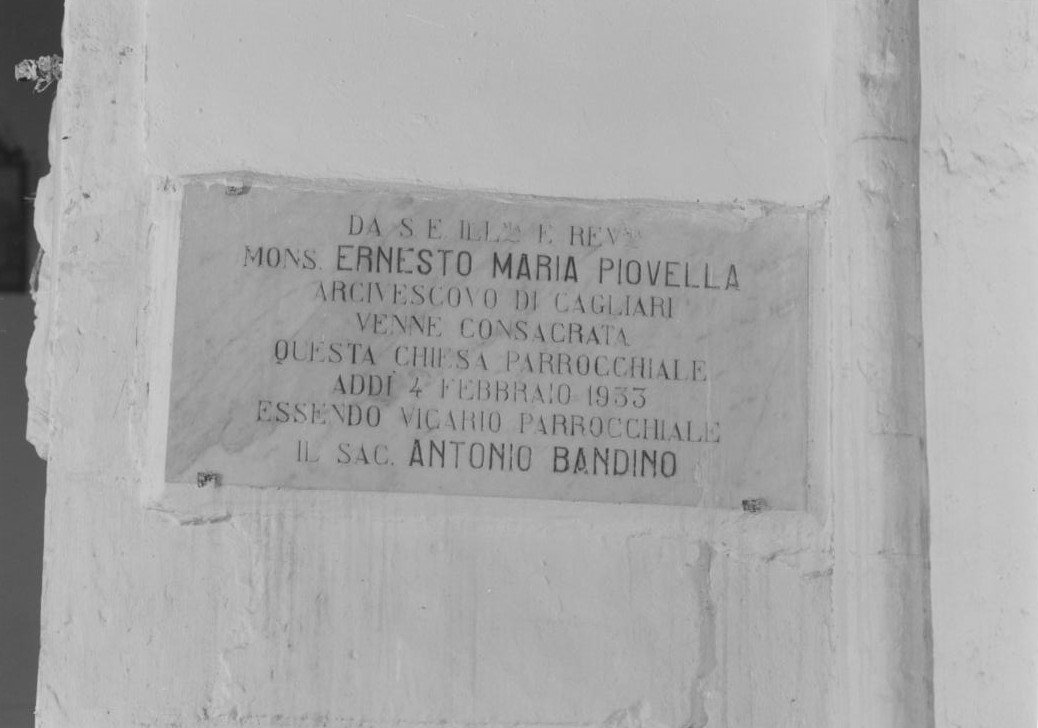 DA S. E. ILL.MA E REV.MA
MONS. ERNESTO MARIA PIOVELLA
ARCIVESCOVO DI CAGLIARI
VENNE CONSACRATA
QUESTA CHIESA PARROCCHIALE
ADDÌ 4 FEBBRAIO 1933
ESSENDO VICARIO PARROCCHIALE
IL SAC. ANTONIO BANDINO